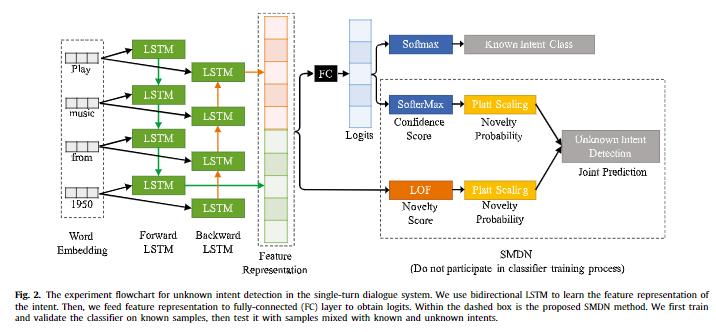 Play
music
from
1950
Word
Embedding
LSTM
LSTM
LSTM
LSTM
Forward
LSTM
LSTM
LSTM
LSTM
LSTM
Backward
LSTM
Feature
Representation
FC
Logits
Softmax
Known Intent Class
SofterMax
Confidence
Score
Platt Scaling
Novelty
Probability
LOF
Novelty
Score
Platt Scaling
Novelty
Probability
Unknown Intent
Detection
Joint Prediction
SMDN
(Do not participate in classifier training process)
Fig. 2. The experiment flowchart for unknown intent detection in the single-turn dialogue system. We use bidirectional LSTM to learn the feature representation of
the intent. Then, we feed feature representation to fully-connected (FC) layer to obtain logits. Within the dashed box is the proposed SMDN method. We first train
and validate the classifier on known samples, then test it with samples mixed with known and unknown intents.